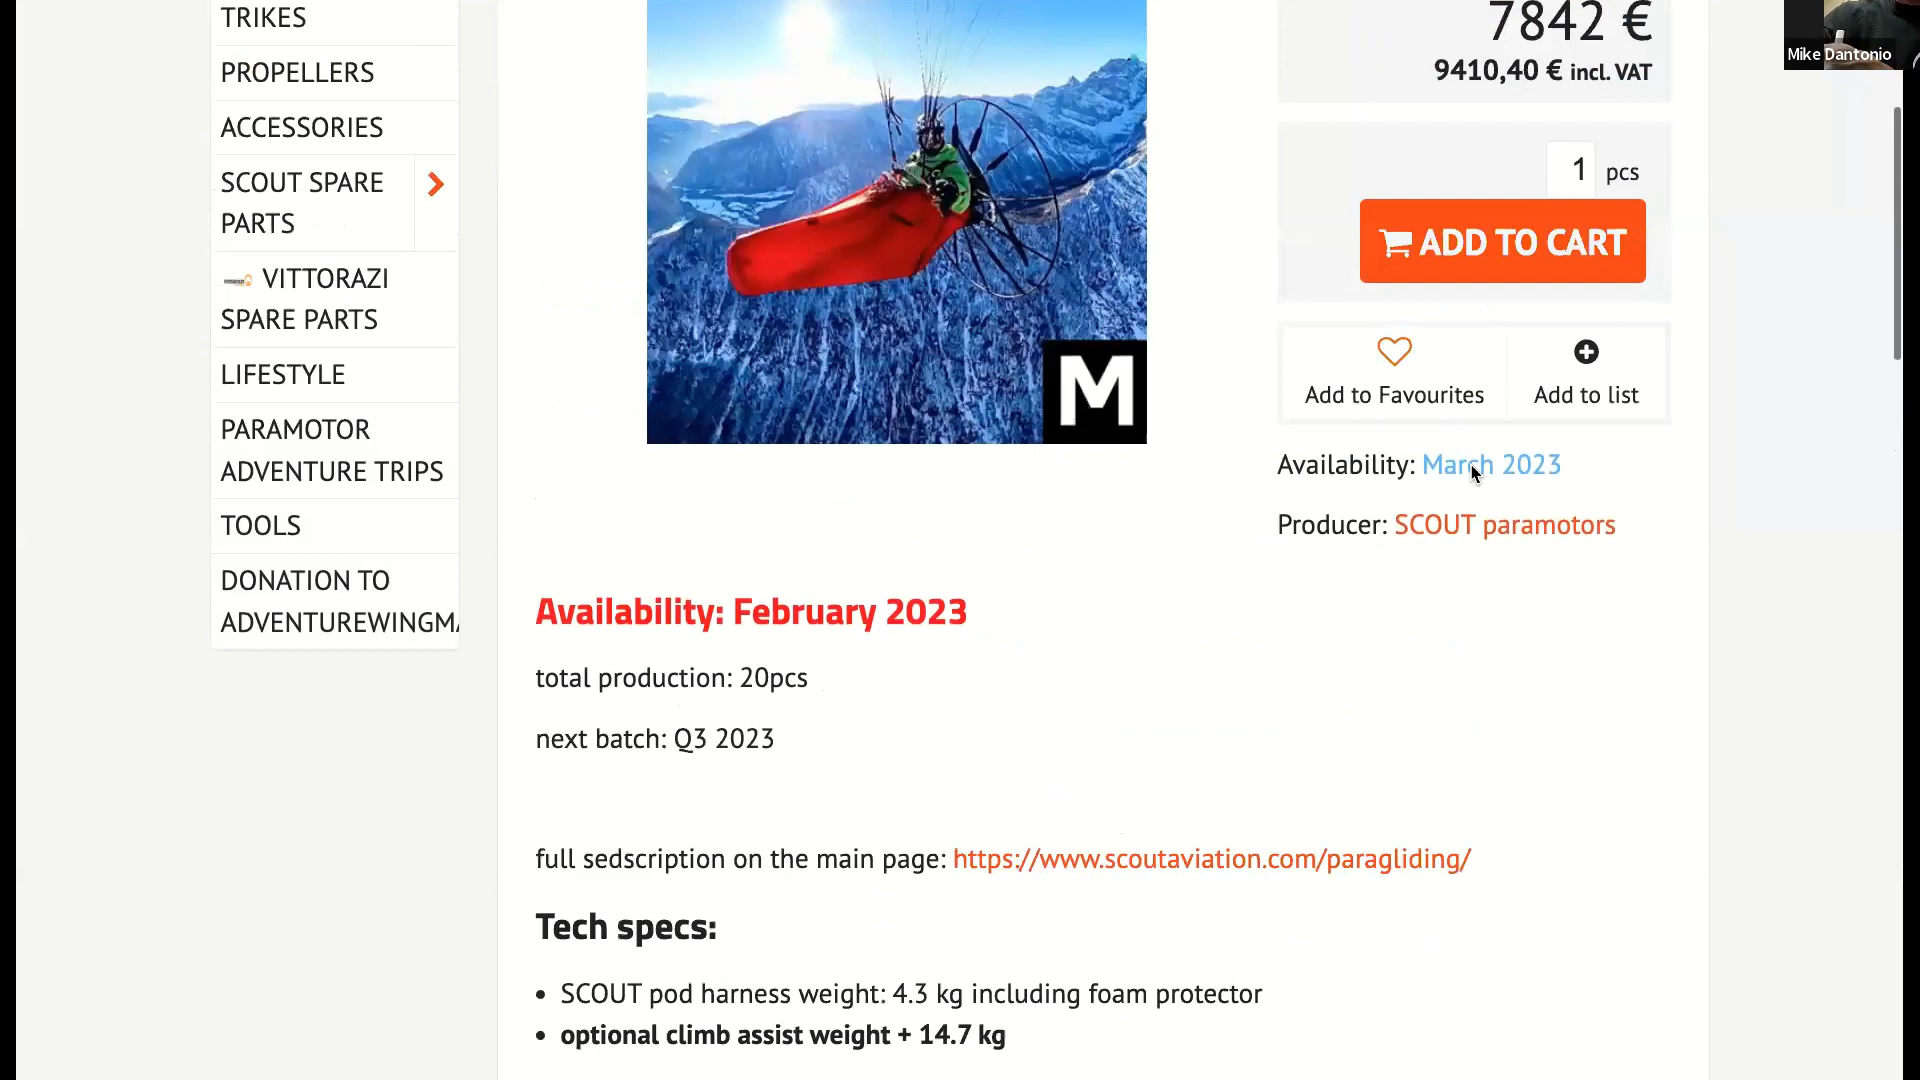 TRIKES
PROPELLERS
ACCESSORIES
SCOUT SPARE
PARTS
VITTORAZI
SPARE PARTS
LIFESTYLE
PARAMOTOR
ADVENTURE TRIPS
TOOLS
DONATION TO
ADVENTUREWINGMA
M
7842 €
9410,40 € incl. VAT
1 pcs
ADD TO CART
Add to Favourites
Add to list
Availability: March 2023
Producer: SCOUT paramotors
Availability: February 2023
total production: 20pcs
next batch: Q3 2023
full sedscription on the main page: https://www.scoutaviation.com/paragliding/
Tech specs:
• SCOUT pod harness weight: 4.3 kg including foam protector
• optional climb assist weight + 14.7 kg
Mike Dantonio